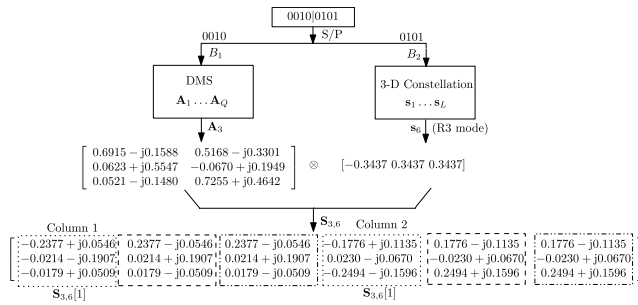 0010|0101
S/P
0010 0101
B₁ B₂
DMS
A₁ … A_Q
3-D Constellation
s₁ … s_L
A₃
s₆ (R3 mode)
0.6915 − j0.1588 0.5168 − j0.3301
0.0623 + j0.5547 −0.0670 + j0.1949
0.0521 − j0.1480 0.7255 + j0.4642
⊗ [−0.3437 0.3437 0.3437]
S₃,₆
Column 1 Column 2
−0.2377 + j0.0546 0.2377 − j0.0546 0.2377 − j0.0546 −0.1776 + j0.1135 0.1776 − j0.1135 0.1776 − j0.1135
−0.0214 − j0.1907 0.0214 + j0.1907 0.0214 + j0.1907 0.0230 − j0.0670 −0.0230 + j0.0670 −0.0230 + j0.0670
−0.0179 + j0.0509 0.0179 − j0.0509 0.0179 − j0.0509 −0.2494 − j0.1596 0.2494 + j0.1596 0.2494 + j0.1596
S₃,₆[1] S₃,₆[1]